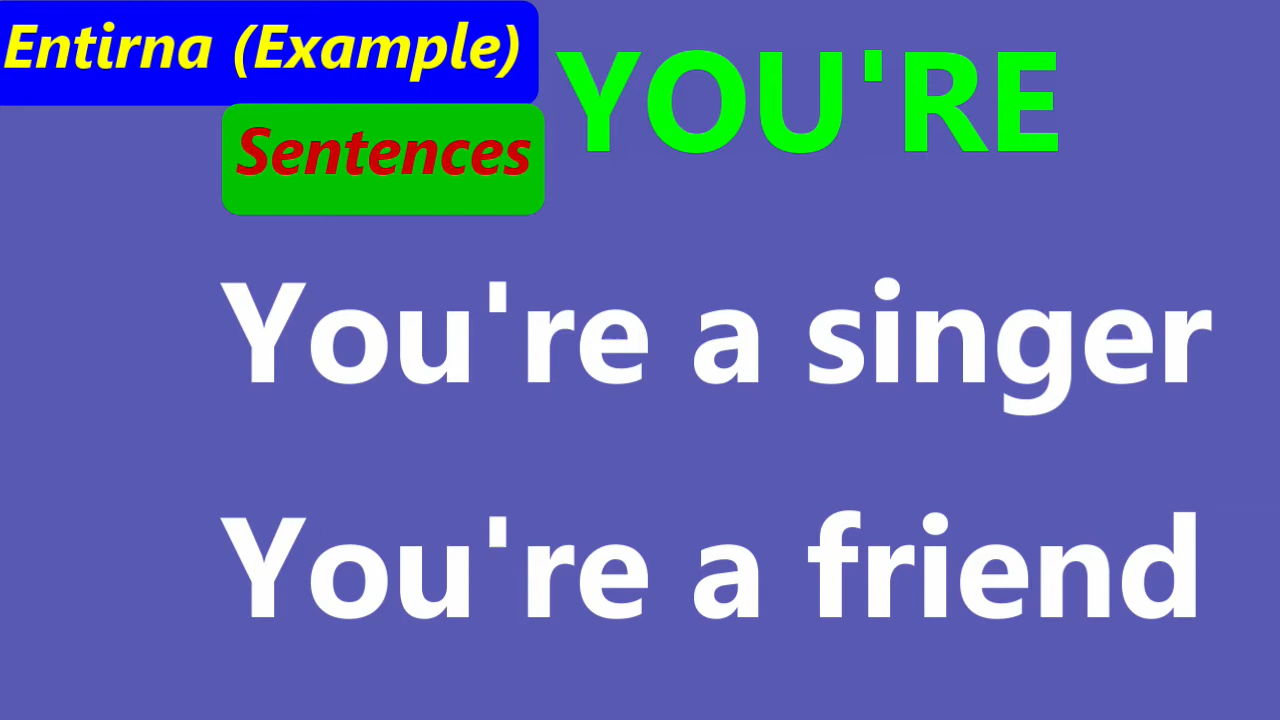 Entirna (Example)
YOU'RE
Sentences
You're a singer
You're a friend